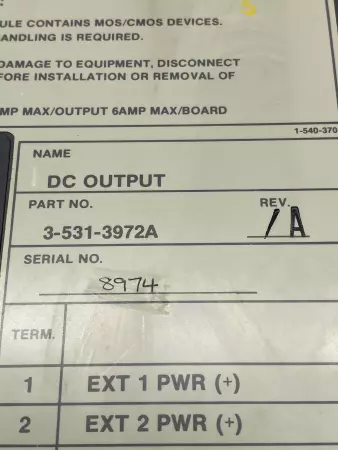 ULE CONTAINS MOS/CMOS DEVICES.
ANDLING IS REQUIRED.
DAMAGE TO EQUIPMENT, DISCONNECT
FORE INSTALLATION OR REMOVAL OF
MP MAX/OUTPUT 6AMP MAX/BOARD
1-540-370
NAME
DC OUTPUT
PART NO.
REV.
3-531-3972A
/A
SERIAL NO.
8974
TERM.
1 EXT 1 PWR (+)
2 EXT 2 PWR (+)